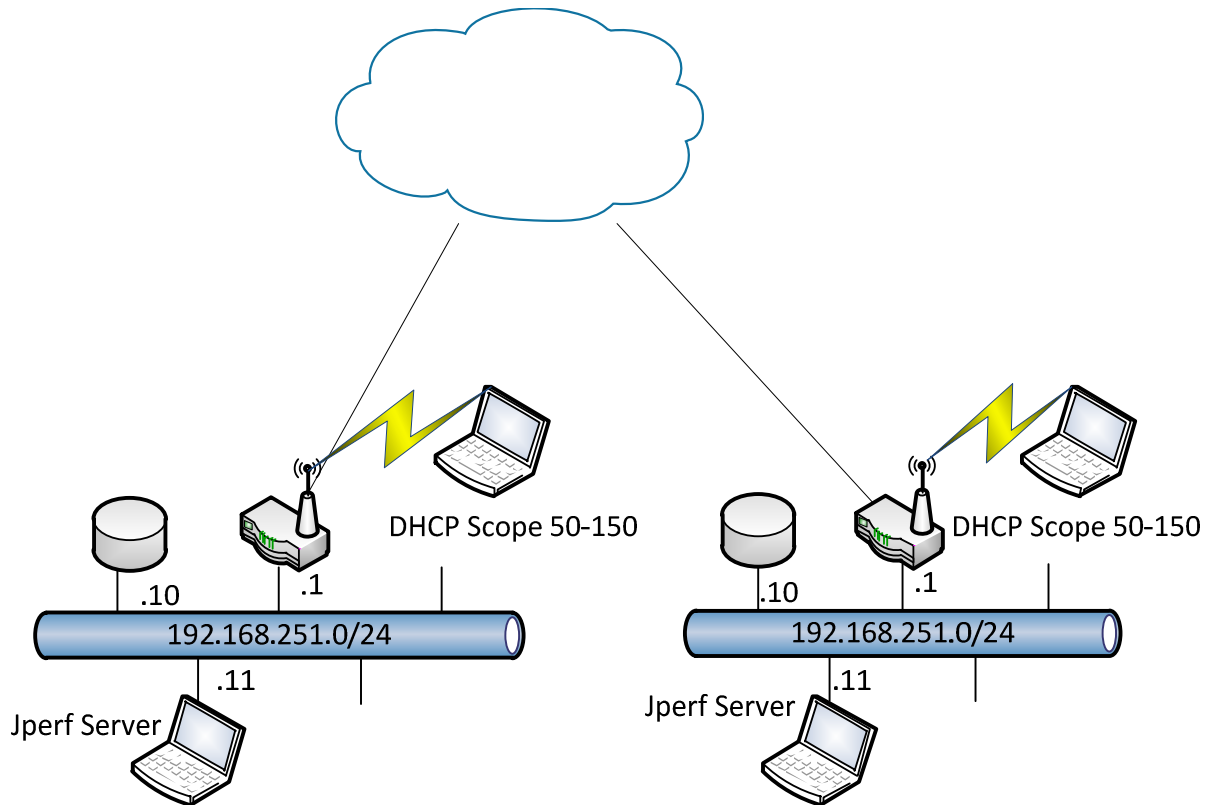 DHCP Scope 50-150
.10
.1
192.168.251.0/24
.11
Jperf Server
DHCP Scope 50-150
.10
.1
192.168.251.0/24
.11
Jperf Server